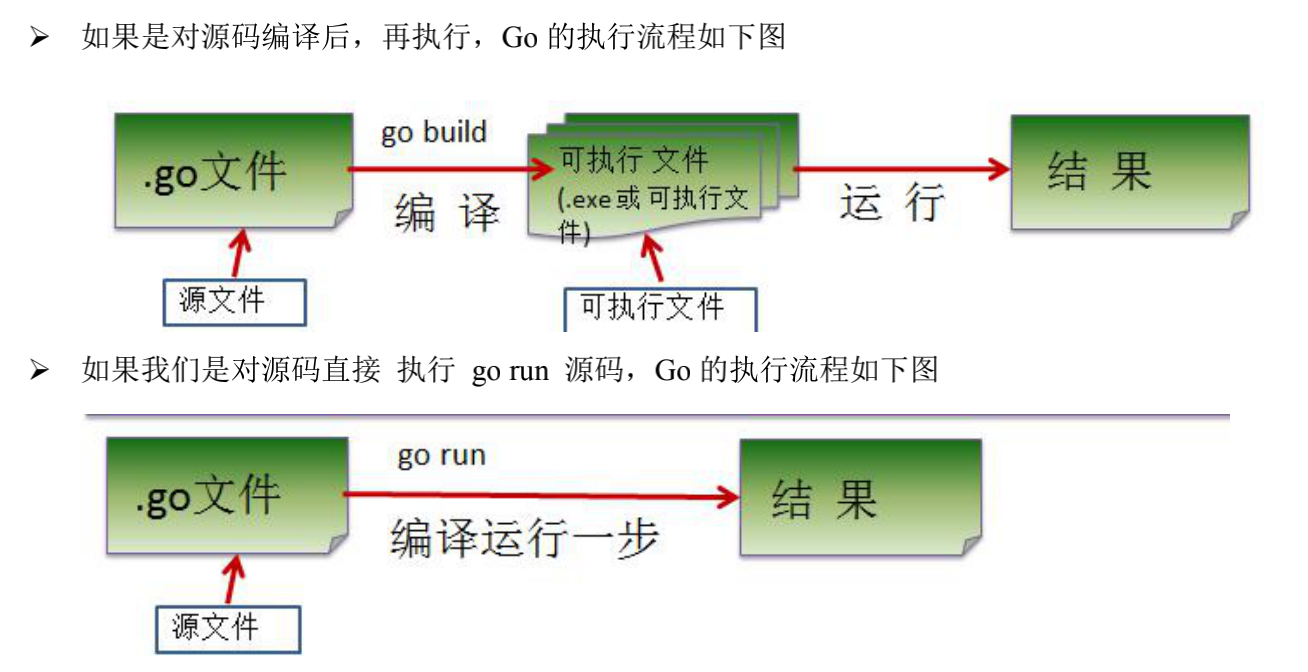 ➢ 如果是对源码编译后，再执行，Go 的执行流程如下图
go build
.go文件
可执行 文件
(.exe或 可执行文
件)
编 译
运 行
结 果
源文件
可执行文件
➢ 如果我们是对源码直接 执行 go run 源码，Go 的执行流程如下图
go run
.go文件
编译运行一步
结 果
源文件